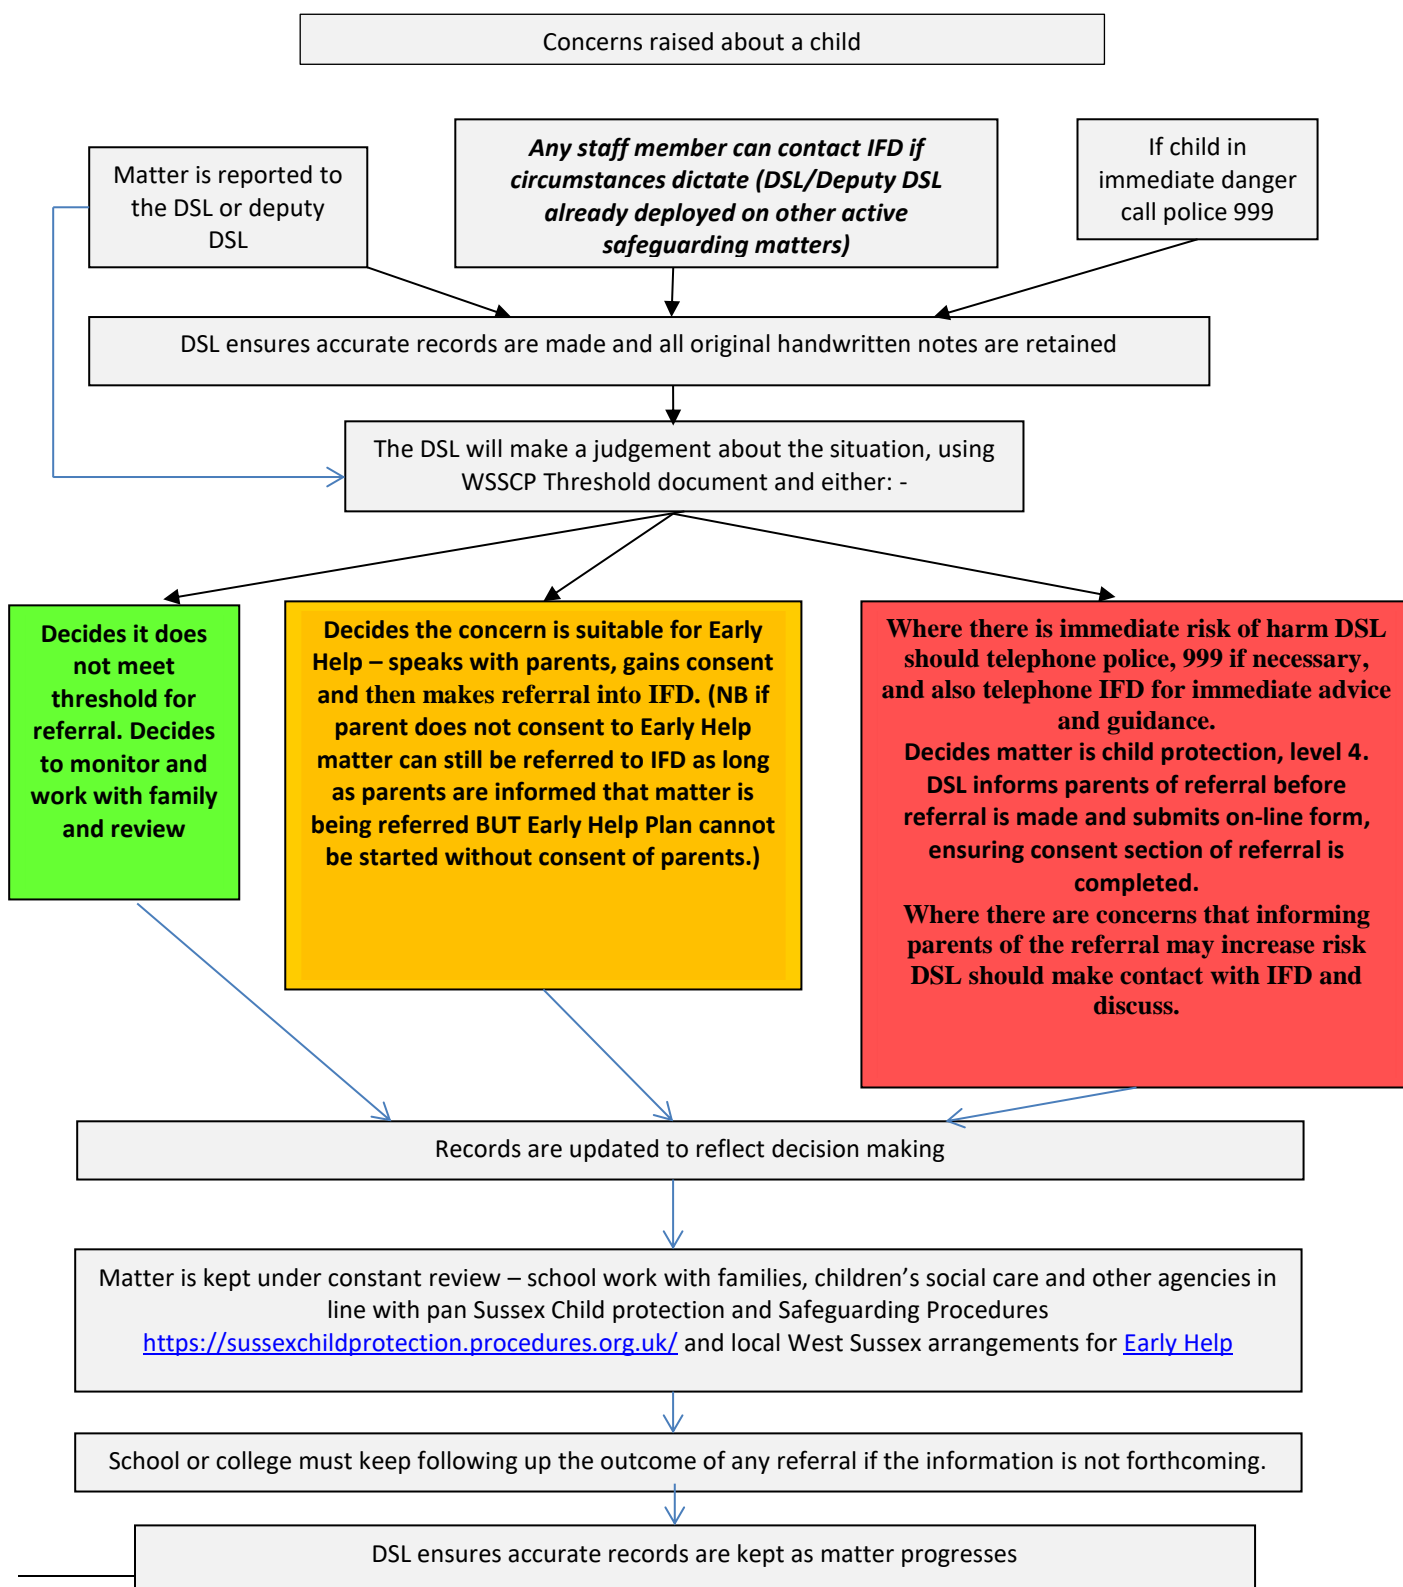 Concerns raised about a child
Matter is reported to
the DSL or deputy
DSL
Any staff member can contact IFD if
circumstances dictate (DSL/Deputy DSL
already deployed on other active
safeguarding matters)
If child in
immediate danger
call police 999
DSL ensures accurate records are made and all original handwritten notes are retained
The DSL will make a judgement about the situation, using
WSSCP Threshold document and either: -
Decides it does
not meet
threshold for
referral. Decides
to monitor and
work with family
and review
Decides the concern is suitable for Early
Help – speaks with parents, gains consent
and then makes referral into IFD. (NB if
parent does not consent to Early Help
matter can still be referred to IFD as long
as parents are informed that matter is
being referred BUT Early Help Plan cannot
be started without consent of parents.)
Where there is immediate risk of harm DSL
should telephone police, 999 if necessary,
and also telephone IFD for immediate advice
and guidance.
Decides matter is child protection, level 4.
DSL informs parents of referral before
referral is made and submits on-line form,
ensuring consent section of referral is
completed.
Where there are concerns that informing
parents of the referral may increase risk
DSL should make contact with IFD and
discuss.
Records are updated to reflect decision making
Matter is kept under constant review – school work with families, children’s social care and other agencies in
line with pan Sussex Child protection and Safeguarding Procedures
https://sussexchildprotection.procedures.org.uk/ and local West Sussex arrangements for Early Help
School or college must keep following up the outcome of any referral if the information is not forthcoming.
DSL ensures accurate records are kept as matter progresses